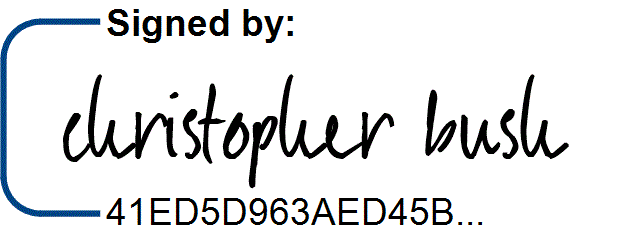 Signed by:
christopher bush
41ED5D963AED45B...